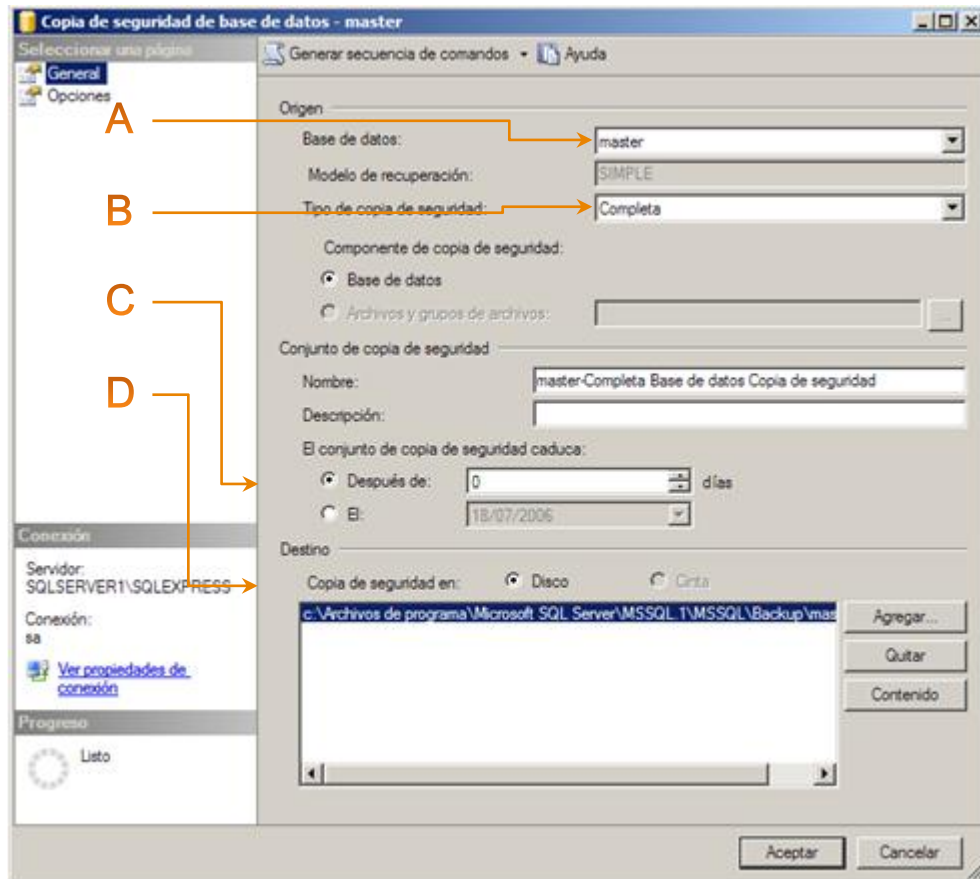 Copia de seguridad de base de datos - master
Seleccionar una página
General
Opciones
Generar secuencia de comandos
Ayuda
Origen
A
Base de datos:
master
Modelo de recuperación:
SIMPLE
B
Tipo de copia de seguridad:
Completa
Componente de copia de seguridad:
Base de datos
C
Archivos y grupos de archivos:
...
Conjunto de copia de seguridad
Nombre:
master-Completa Base de datos Copia de seguridad
D
Descripción:
El conjunto de copia de seguridad caduca:
Después de:
0
días
El:
18/07/2006
Destino
Copia de seguridad en:
Disco
Cinta
c:\Archivos de programa\Microsoft SQL Server\MSSQL.1\MSSQL\Backup\mas
Agregar...
Quitar
Contenido
Conexión
Servidor:
SQLSERVER1\SQLEXPRESS
Conexión:
sa
Ver propiedades de
conexión
Progreso
Listo
Aceptar
Cancelar